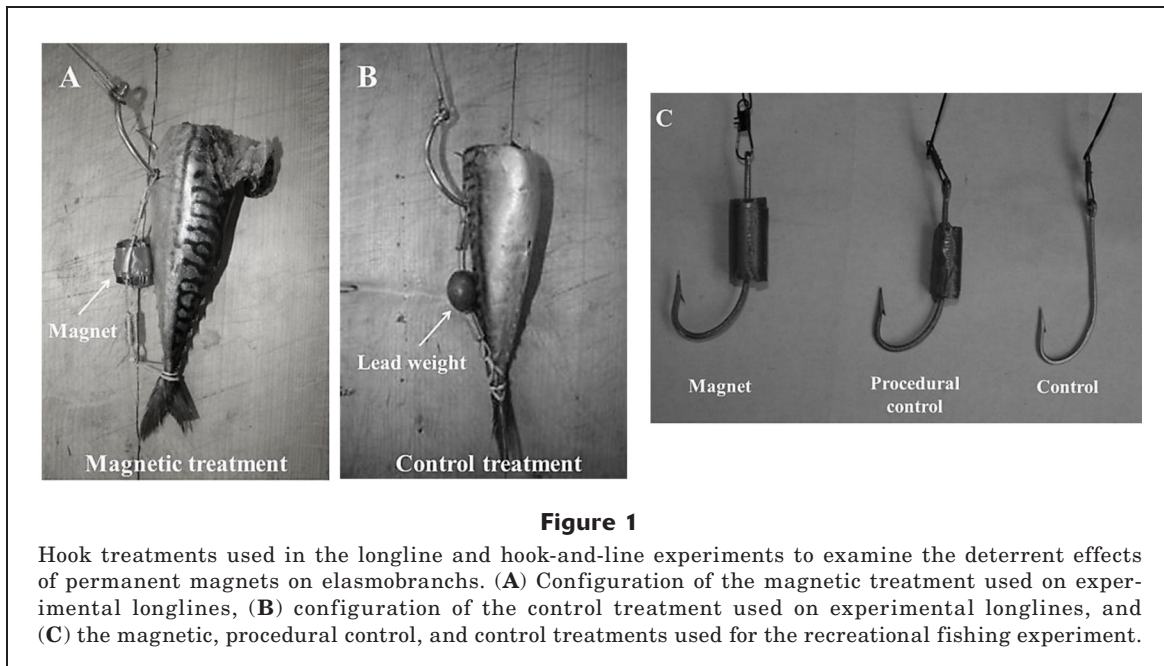 A
Magnet
Magnetic treatment
B
Lead weight
Control treatment
C
Magnet
Procedural
control
Control
Figure 1
Hook treatments used in the longline and hook-and-line experiments to examine the deterrent effects
of permanent magnets on elasmobranchs. (A) Configuration of the magnetic treatment used on exper-
imental longlines, (B) configuration of the control treatment used on experimental longlines, and
(C) the magnetic, procedural control, and control treatments used for the recreational fishing experiment.